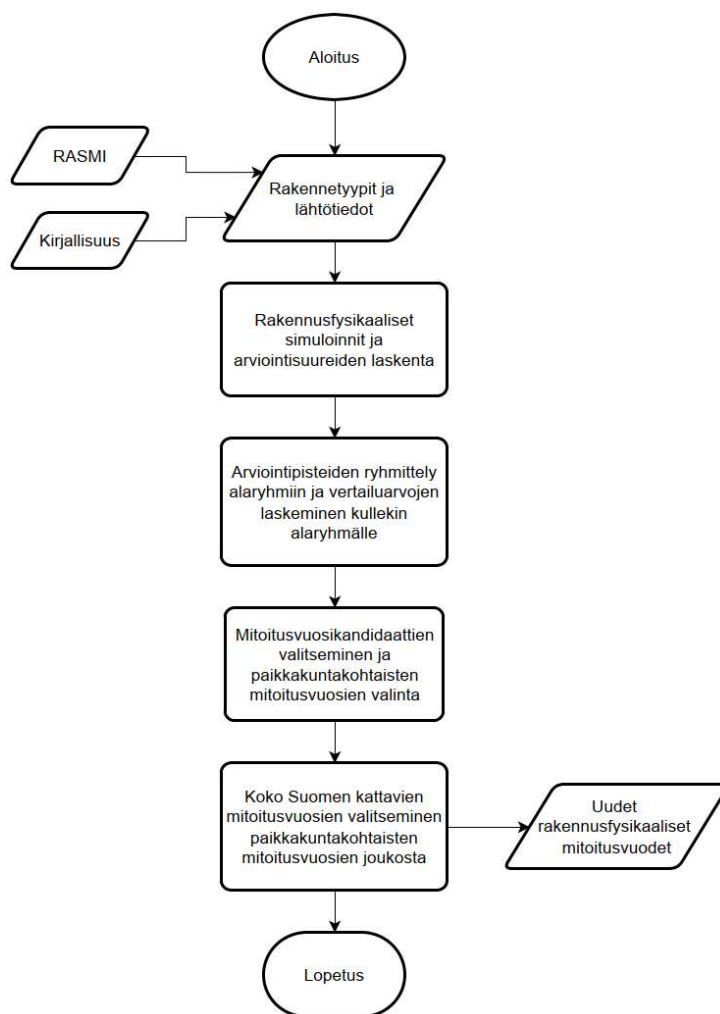 Aloitus
RASMI
Rakennetyypit ja
lähtötiedot
Kirjallisuus
Rakennusfysikaaliset
simuloinnit ja
arviointisuureiden laskenta
Arviointipisteiden ryhmittely
alaryhmiin ja vertailuarvojen
laskeminen kullekin
alaryhmälle
Mitoitusvuosikandidaattien
valitseminen ja
paikkakuntakohtaisten
mitoitusvuosien valinta
Koko Suomen kattavien
mitoitusvuosien valitseminen
paikkakuntakohtaisten
mitoitusvuosien joukosta
Uudet
rakennusfysikaaliset
mitoitusvuodet
Lopetus